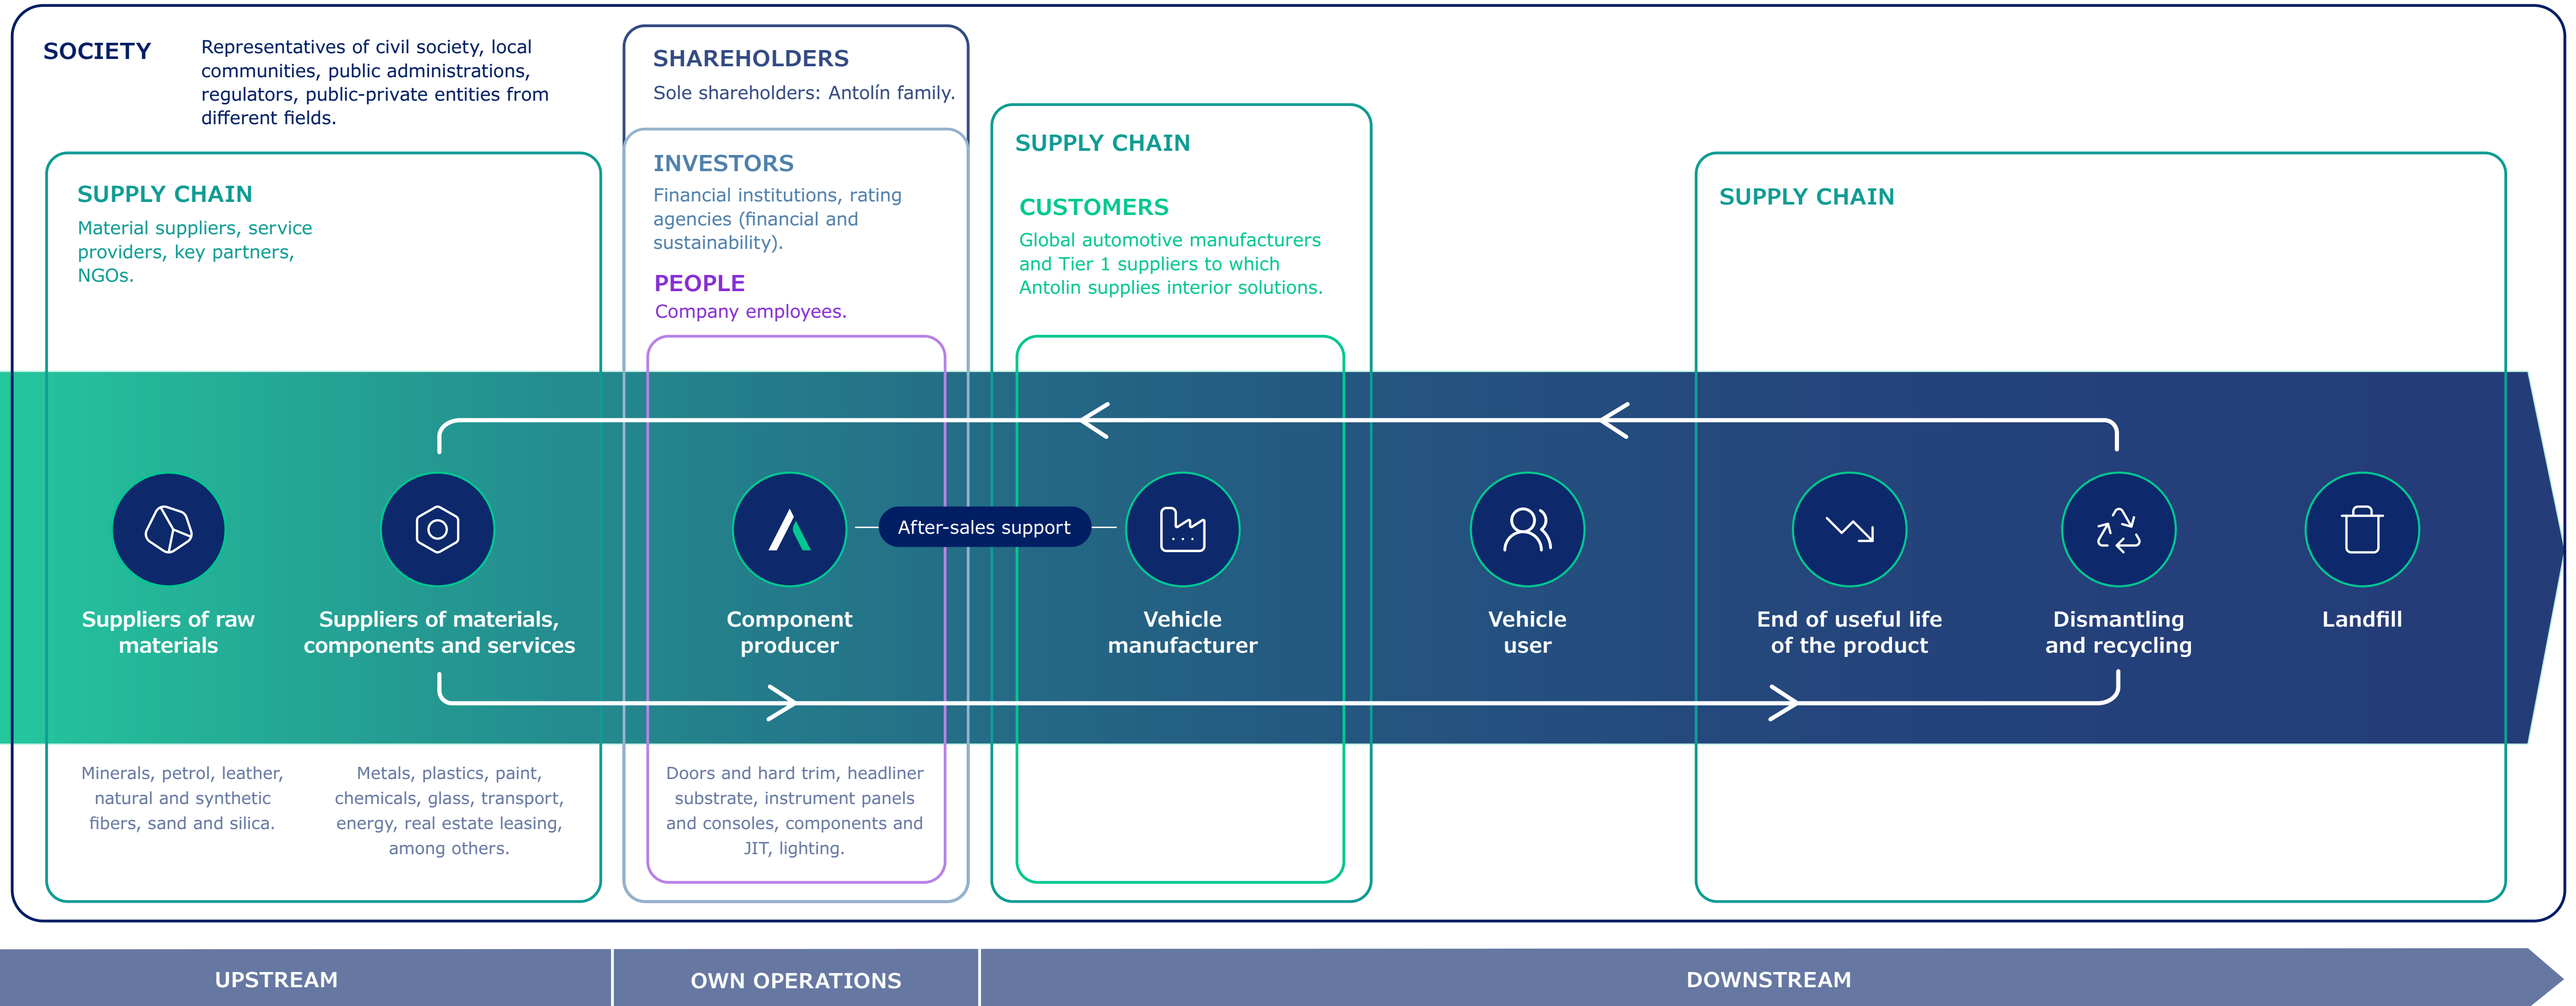 SOCIETY
Representatives of civil society, local
communities, public administrations,
regulators, public-private entities from
different fields.
SHAREHOLDERS
Sole shareholders: Antolín family.
SUPPLY CHAIN
Material suppliers, service
providers, key partners,
NGOs.
INVESTORS
Financial institutions, rating
agencies (financial and
sustainability).
PEOPLE
Company employees.
SUPPLY CHAIN
CUSTOMERS
Global automotive manufacturers
and Tier 1 suppliers to which
Antolin supplies interior solutions.
SUPPLY CHAIN
After-sales support
Suppliers of raw
materials
Suppliers of materials,
components and services
Component
producer
Vehicle
manufacturer
Vehicle
user
End of useful life
of the product
Dismantling
and recycling
Landfill
Minerals, petrol, leather,
natural and synthetic
fibers, sand and silica.
Metals, plastics, paint,
chemicals, glass, transport,
energy, real estate leasing,
among others.
Doors and hard trim, headliner
substrate, instrument panels
and consoles, components and
JIT, lighting.
UPSTREAM
OWN OPERATIONS
DOWNSTREAM